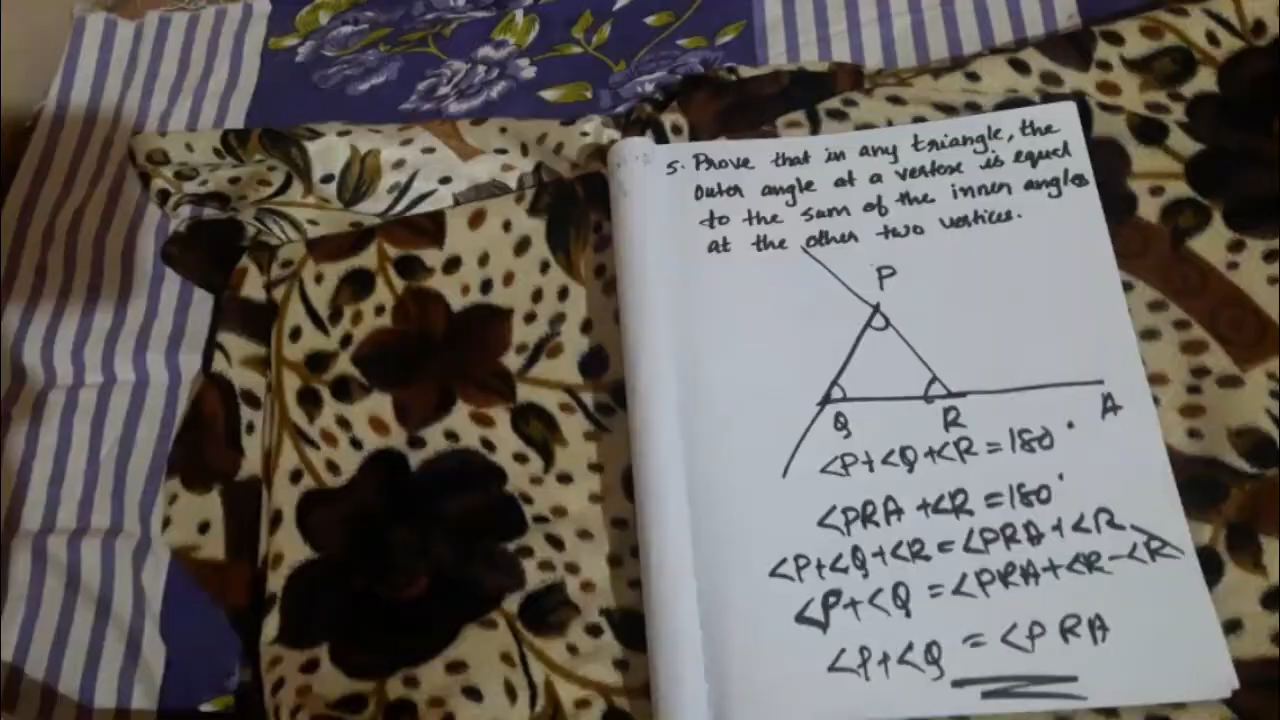 5. Prove that in any triangle, the
outer angle at a vertex is equal
to the sum of the inner angles
at the other two vertices.
P
Q R A
<P+<Q+<R=180°
<PRA+<R=180°
<P+<Q+<R=<PRA+<R
<P+<Q=<PRA+<R-<R
<P+<Q=<PRA